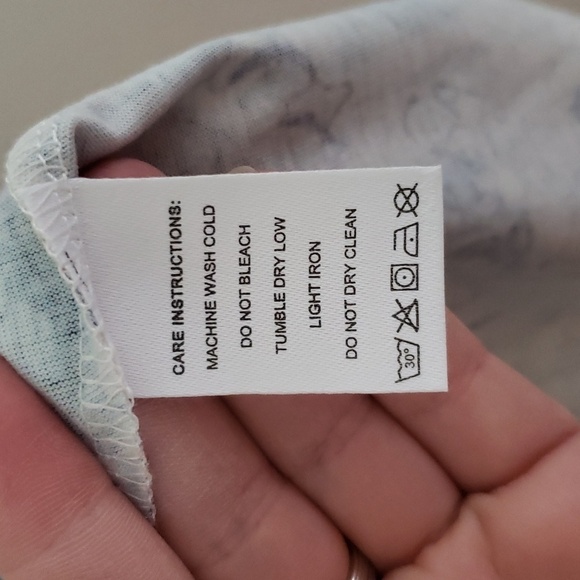 CARE INSTRUCTIONS:
MACHINE WASH COLD
DO NOT BLEACH
TUMBLE DRY LOW
LIGHT IRON
DO NOT DRY CLEAN
30°